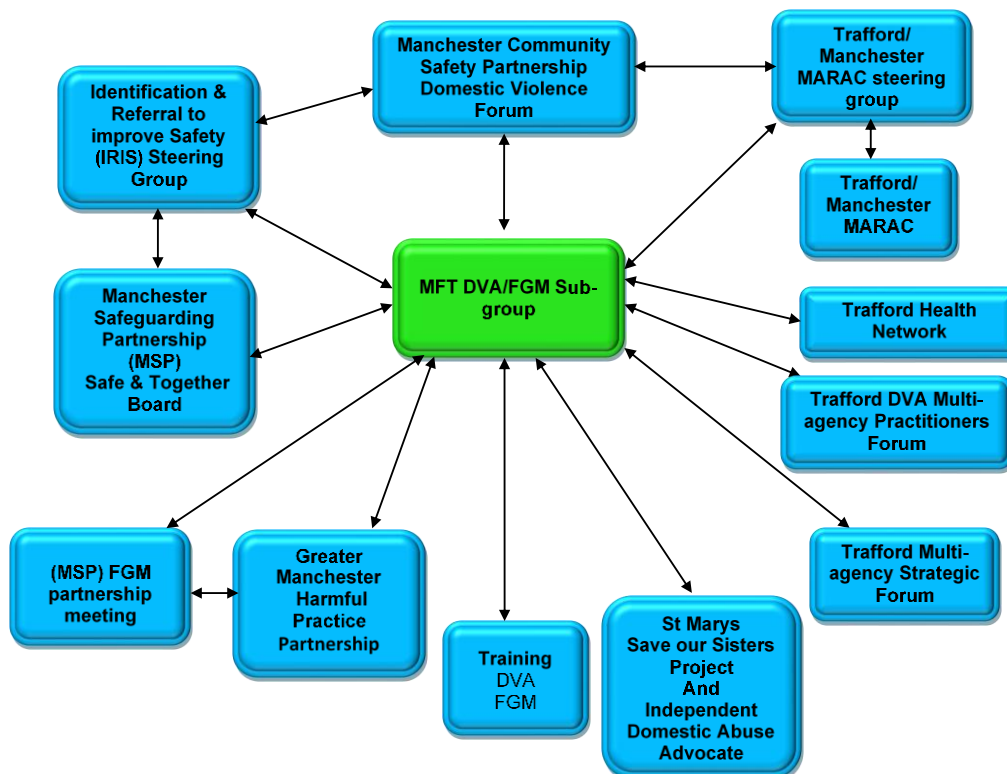 Manchester Community
Safety Partnership
Domestic Violence
Forum
Trafford/
Manchester
MARAC steering
group
Identification &
Referral to
improve Safety
(IRIS) Steering
Group
Trafford/
Manchester
MARAC
MFT DVA/FGM Sub-
group
Manchester
Safeguarding
Partnership
(MSP)
Safe & Together
Board
Trafford Health
Network
Trafford DVA Multi-
agency Practitioners
Forum
(MSP) FGM
partnership
meeting
Greater
Manchester
Harmful
Practice
Partnership
Training
DVA
FGM
St Marys
Save our Sisters
Project
And
Independent
Domestic Abuse
Advocate
Trafford Multi-
agency Strategic
Forum